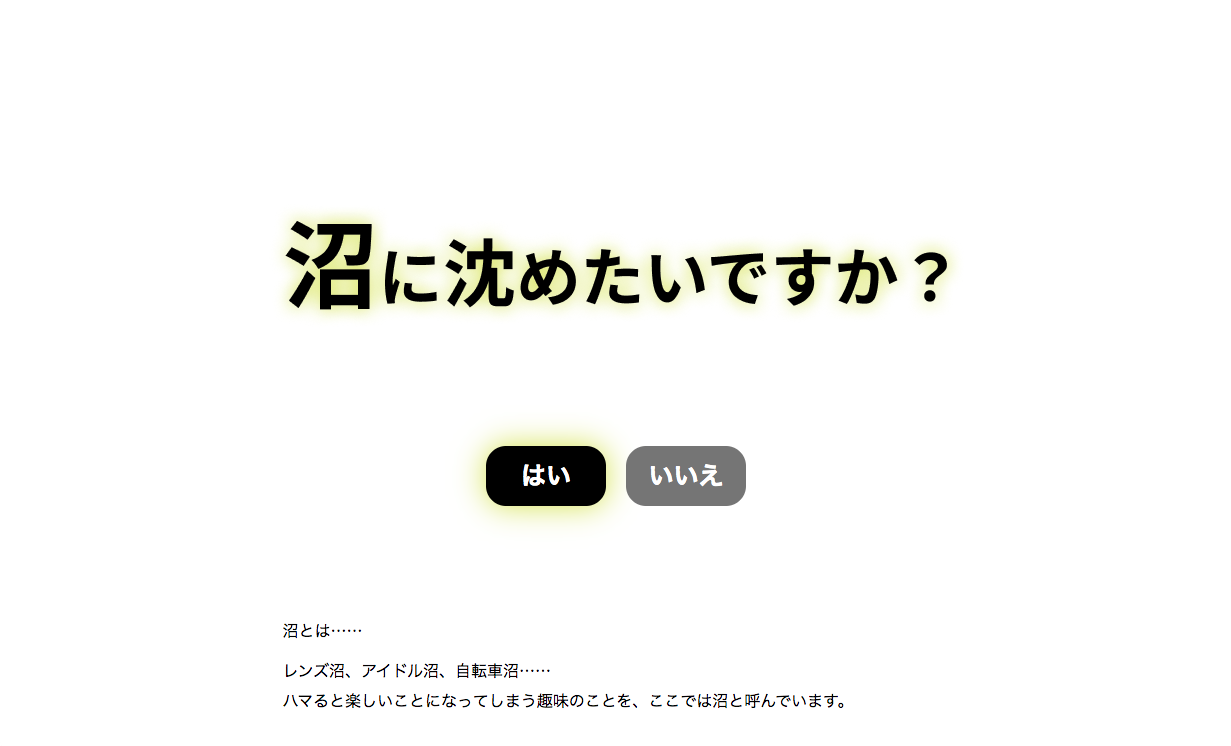 沼に沈めたいですか？
はい
いいえ
沼とは……
レンズ沼、アイドル沼、自転車沼……
ハマると楽しいことになってしまう趣味のことを、ここでは沼と呼んでいます。